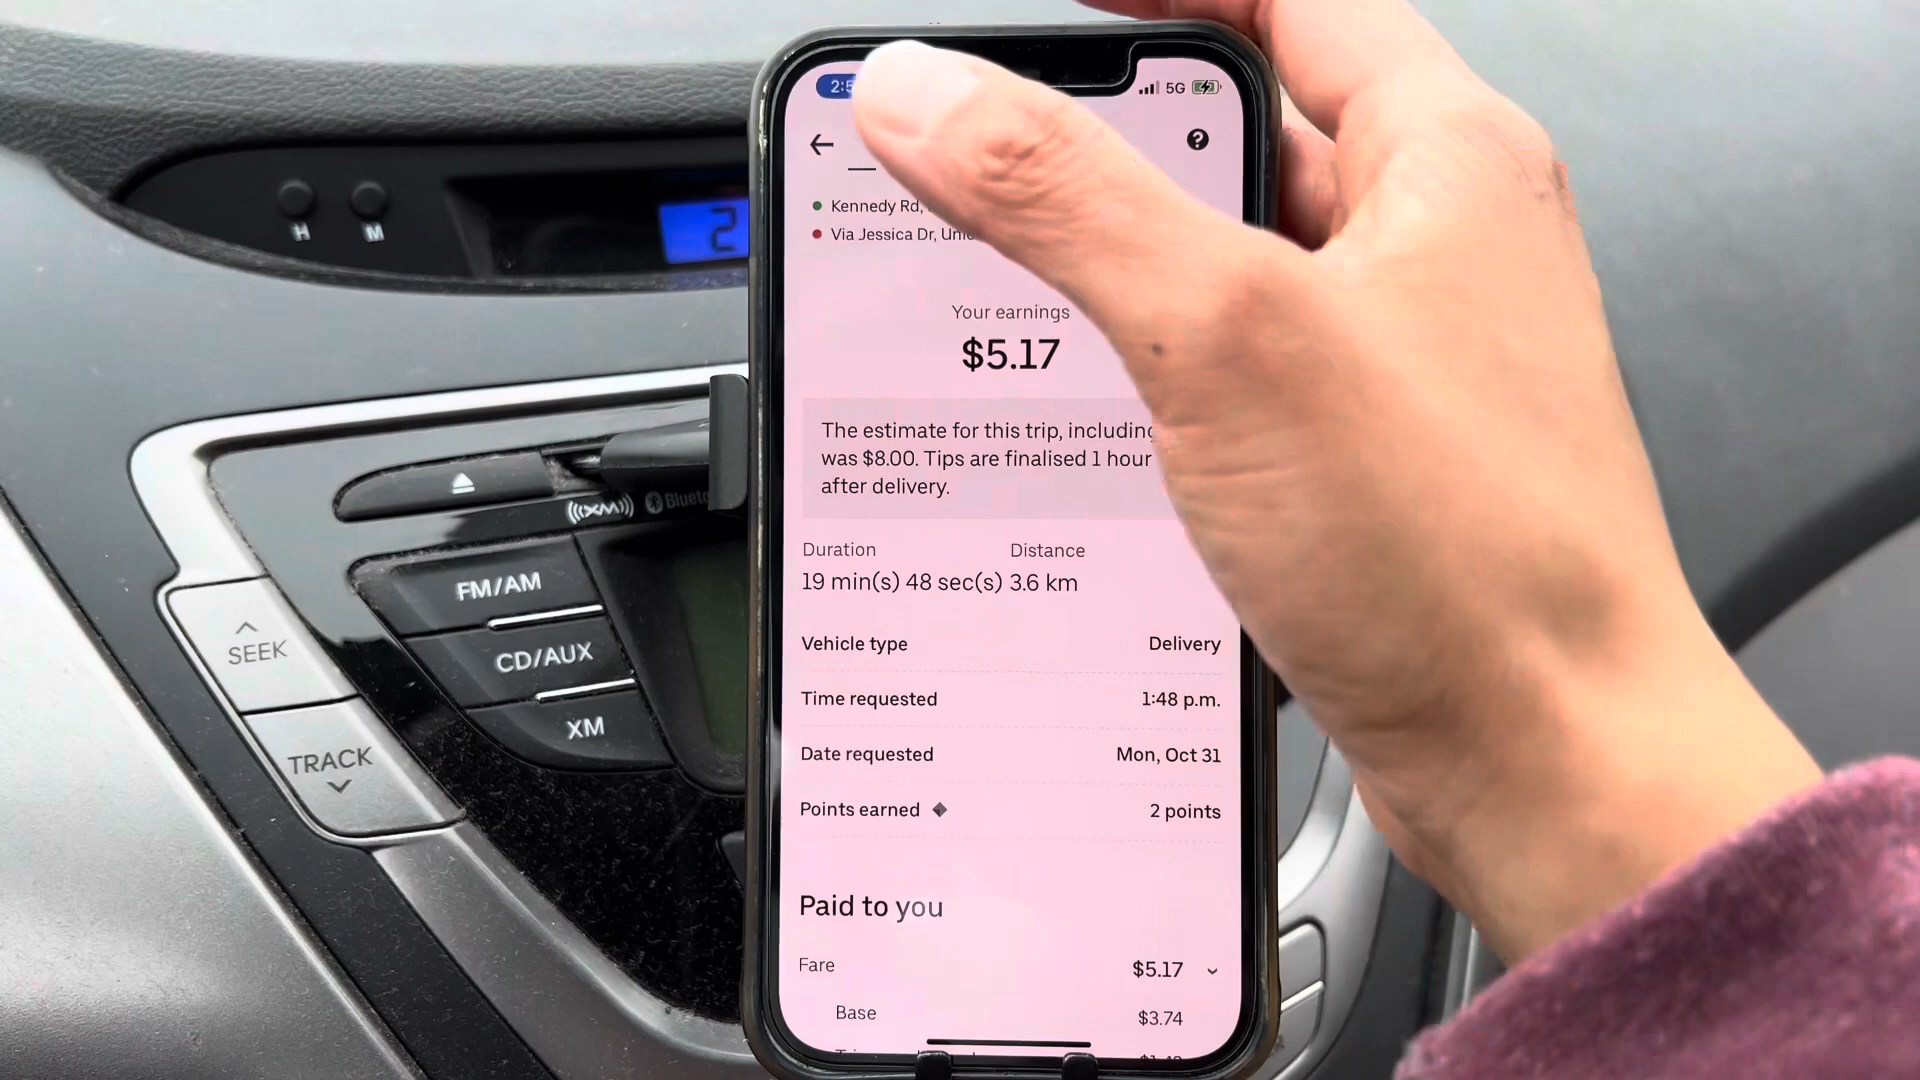 5G
?
Kennedy Rd,
Via Jessica Dr,
Your earnings
$5.17
The estimate for this trip, including
was $8.00. Tips are finalised 1 hour
after delivery.
Duration Distance
19 min(s) 48 sec(s) 3.6 km
Vehicle type Delivery
Time requested 1:48 p.m.
Date requested Mon, Oct 31
Points earned 2 points
Paid to you
Fare $5.17
Base $3.74
H M
2
((XM))
FM/AM
CD/AUX
XM
SEEK
TRACK